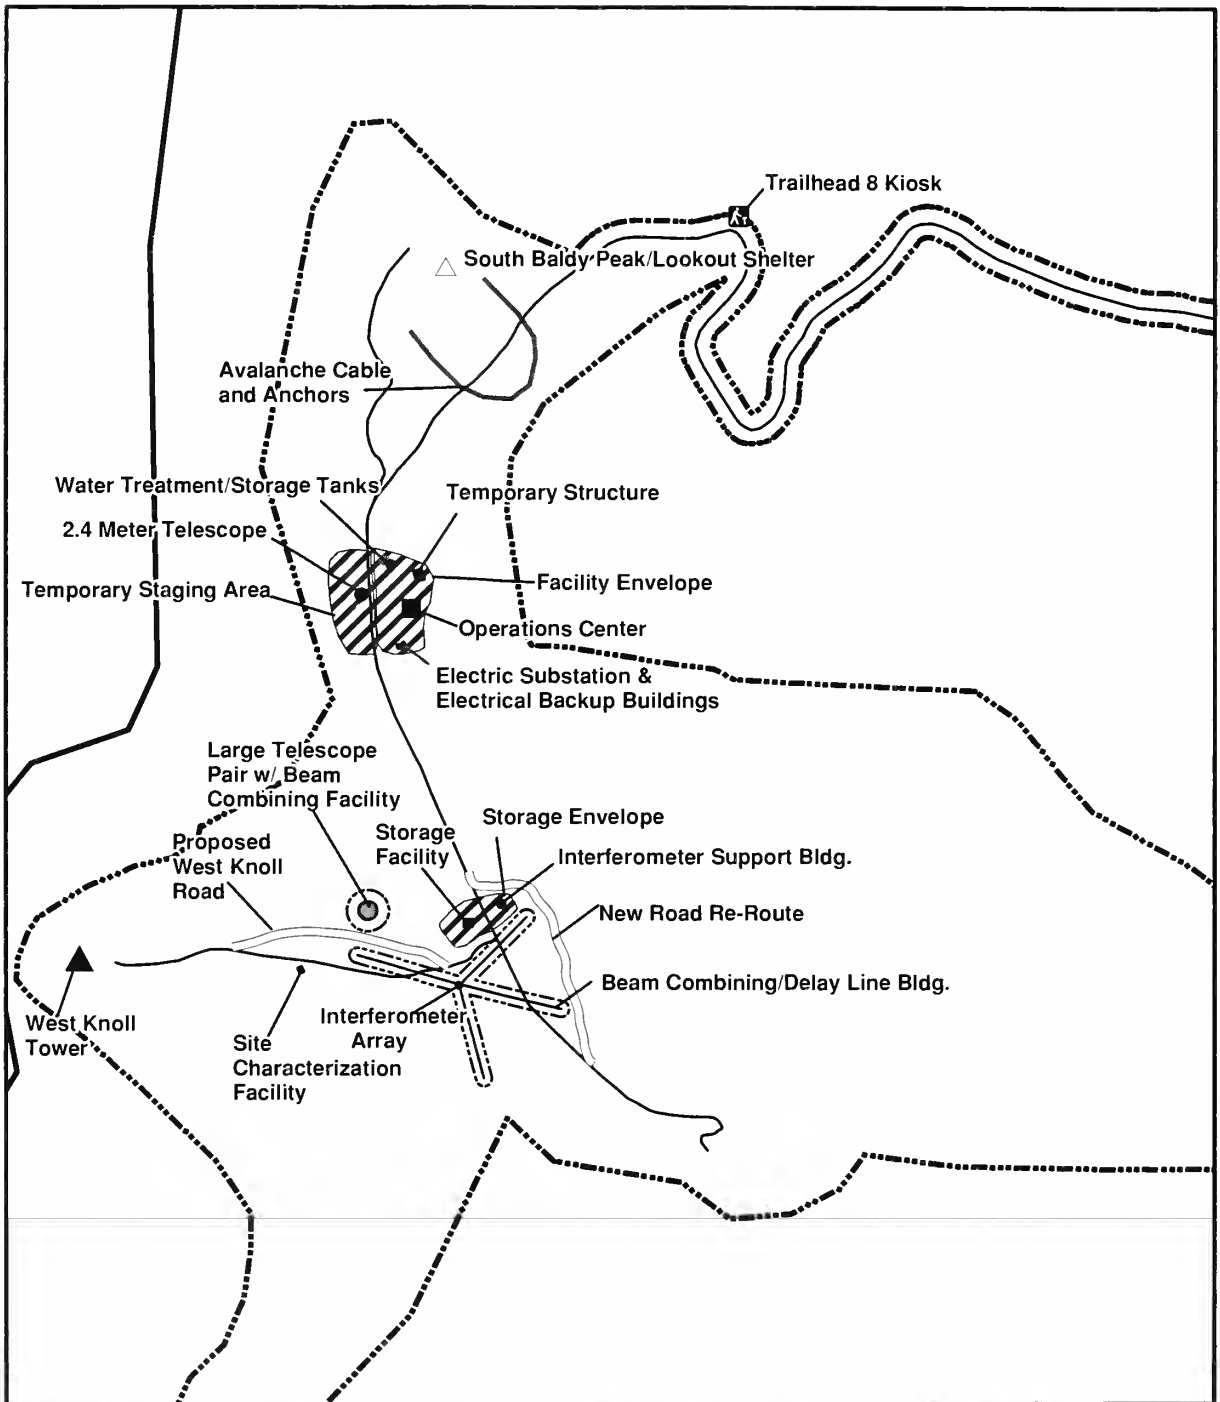 Trailhead 8 Kiosk
South Baldy Peak/Lookout Shelter
Avalanche Cable
and Anchors
Water Treatment/Storage Tanks
Temporary Structure
2.4 Meter Telescope
Facility Envelope
Temporary Staging Area
Operations Center
Electric Substation &
Electrical Backup Buildings
Large Telescope
Pair w/ Beam
Combining Facility
Storage Envelope
Storage
Facility
Proposed
West Knoll
Road
Interferometer Support Bldg.
New Road Re-Route
Beam Combining/Delay Line Bldg.
West Knoll
Tower
Interferometer
Array
Site
Characterization
Facility